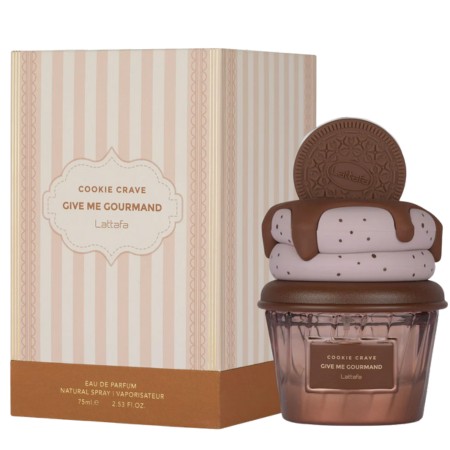 COOKIE CRAVE
GIVE ME GOURMAND
Lattafa
EAU DE PARFUM
NATURAL SPRAY | VAPORISATEUR
75ml ℮ 2.53 FL.OZ.
Lattafa
COOKIE CRAVE
GIVE ME GOURMAND
Lattafa